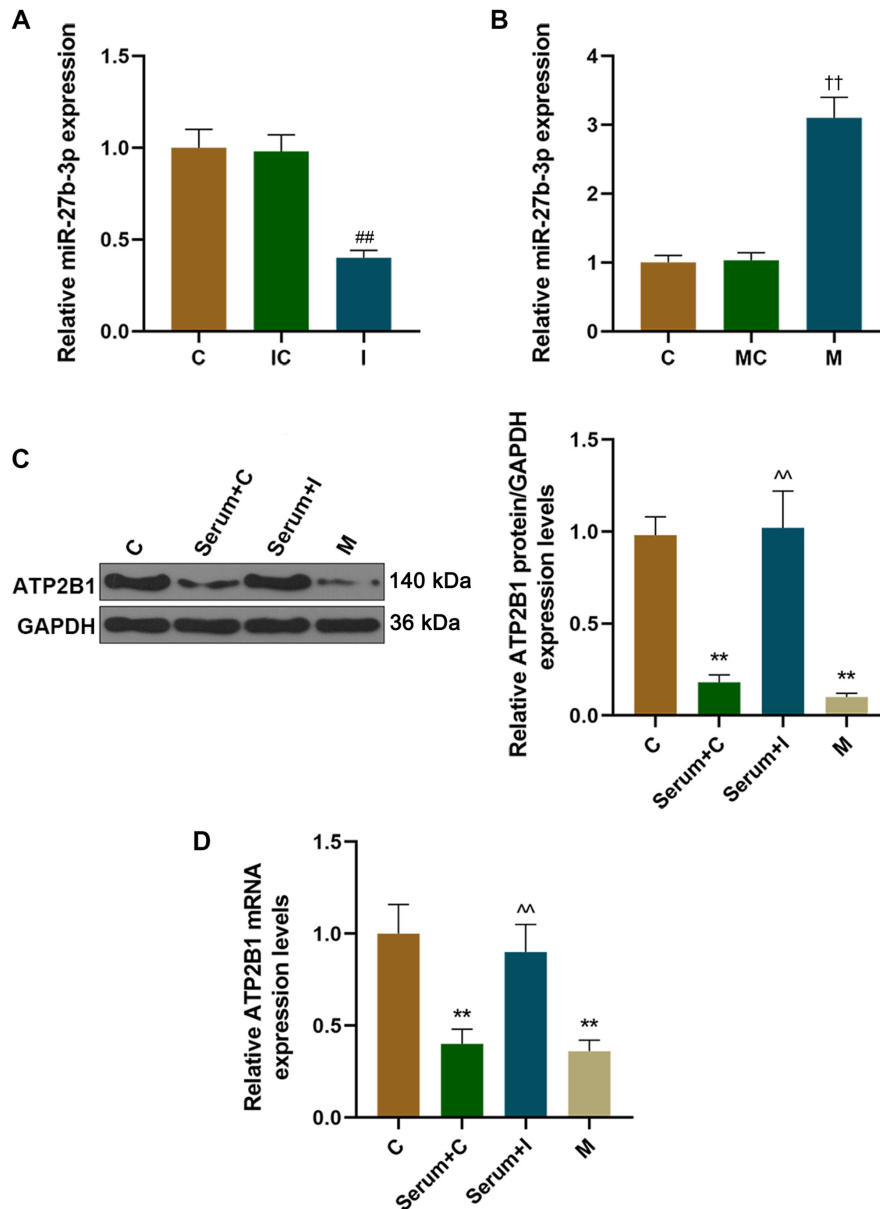 A
Relative miR-27b-3p expression
1.5
1.0
0.5
0.0
##
C IC I
B
Relative miR-27b-3p expression
4
3
2
1
0
††
C MC M
C
C Serum+C Serum+I M
ATP2B1 140 kDa
GAPDH 36 kDa
Relative ATP2B1 protein/GAPDH
expression levels
1.5
1.0
0.5
0.0
** ^^ **
C Serum+C Serum+I M
D
Relative ATP2B1 mRNA
expression levels
1.5
1.0
0.5
0.0
** ^^ **
C Serum+C Serum+I M